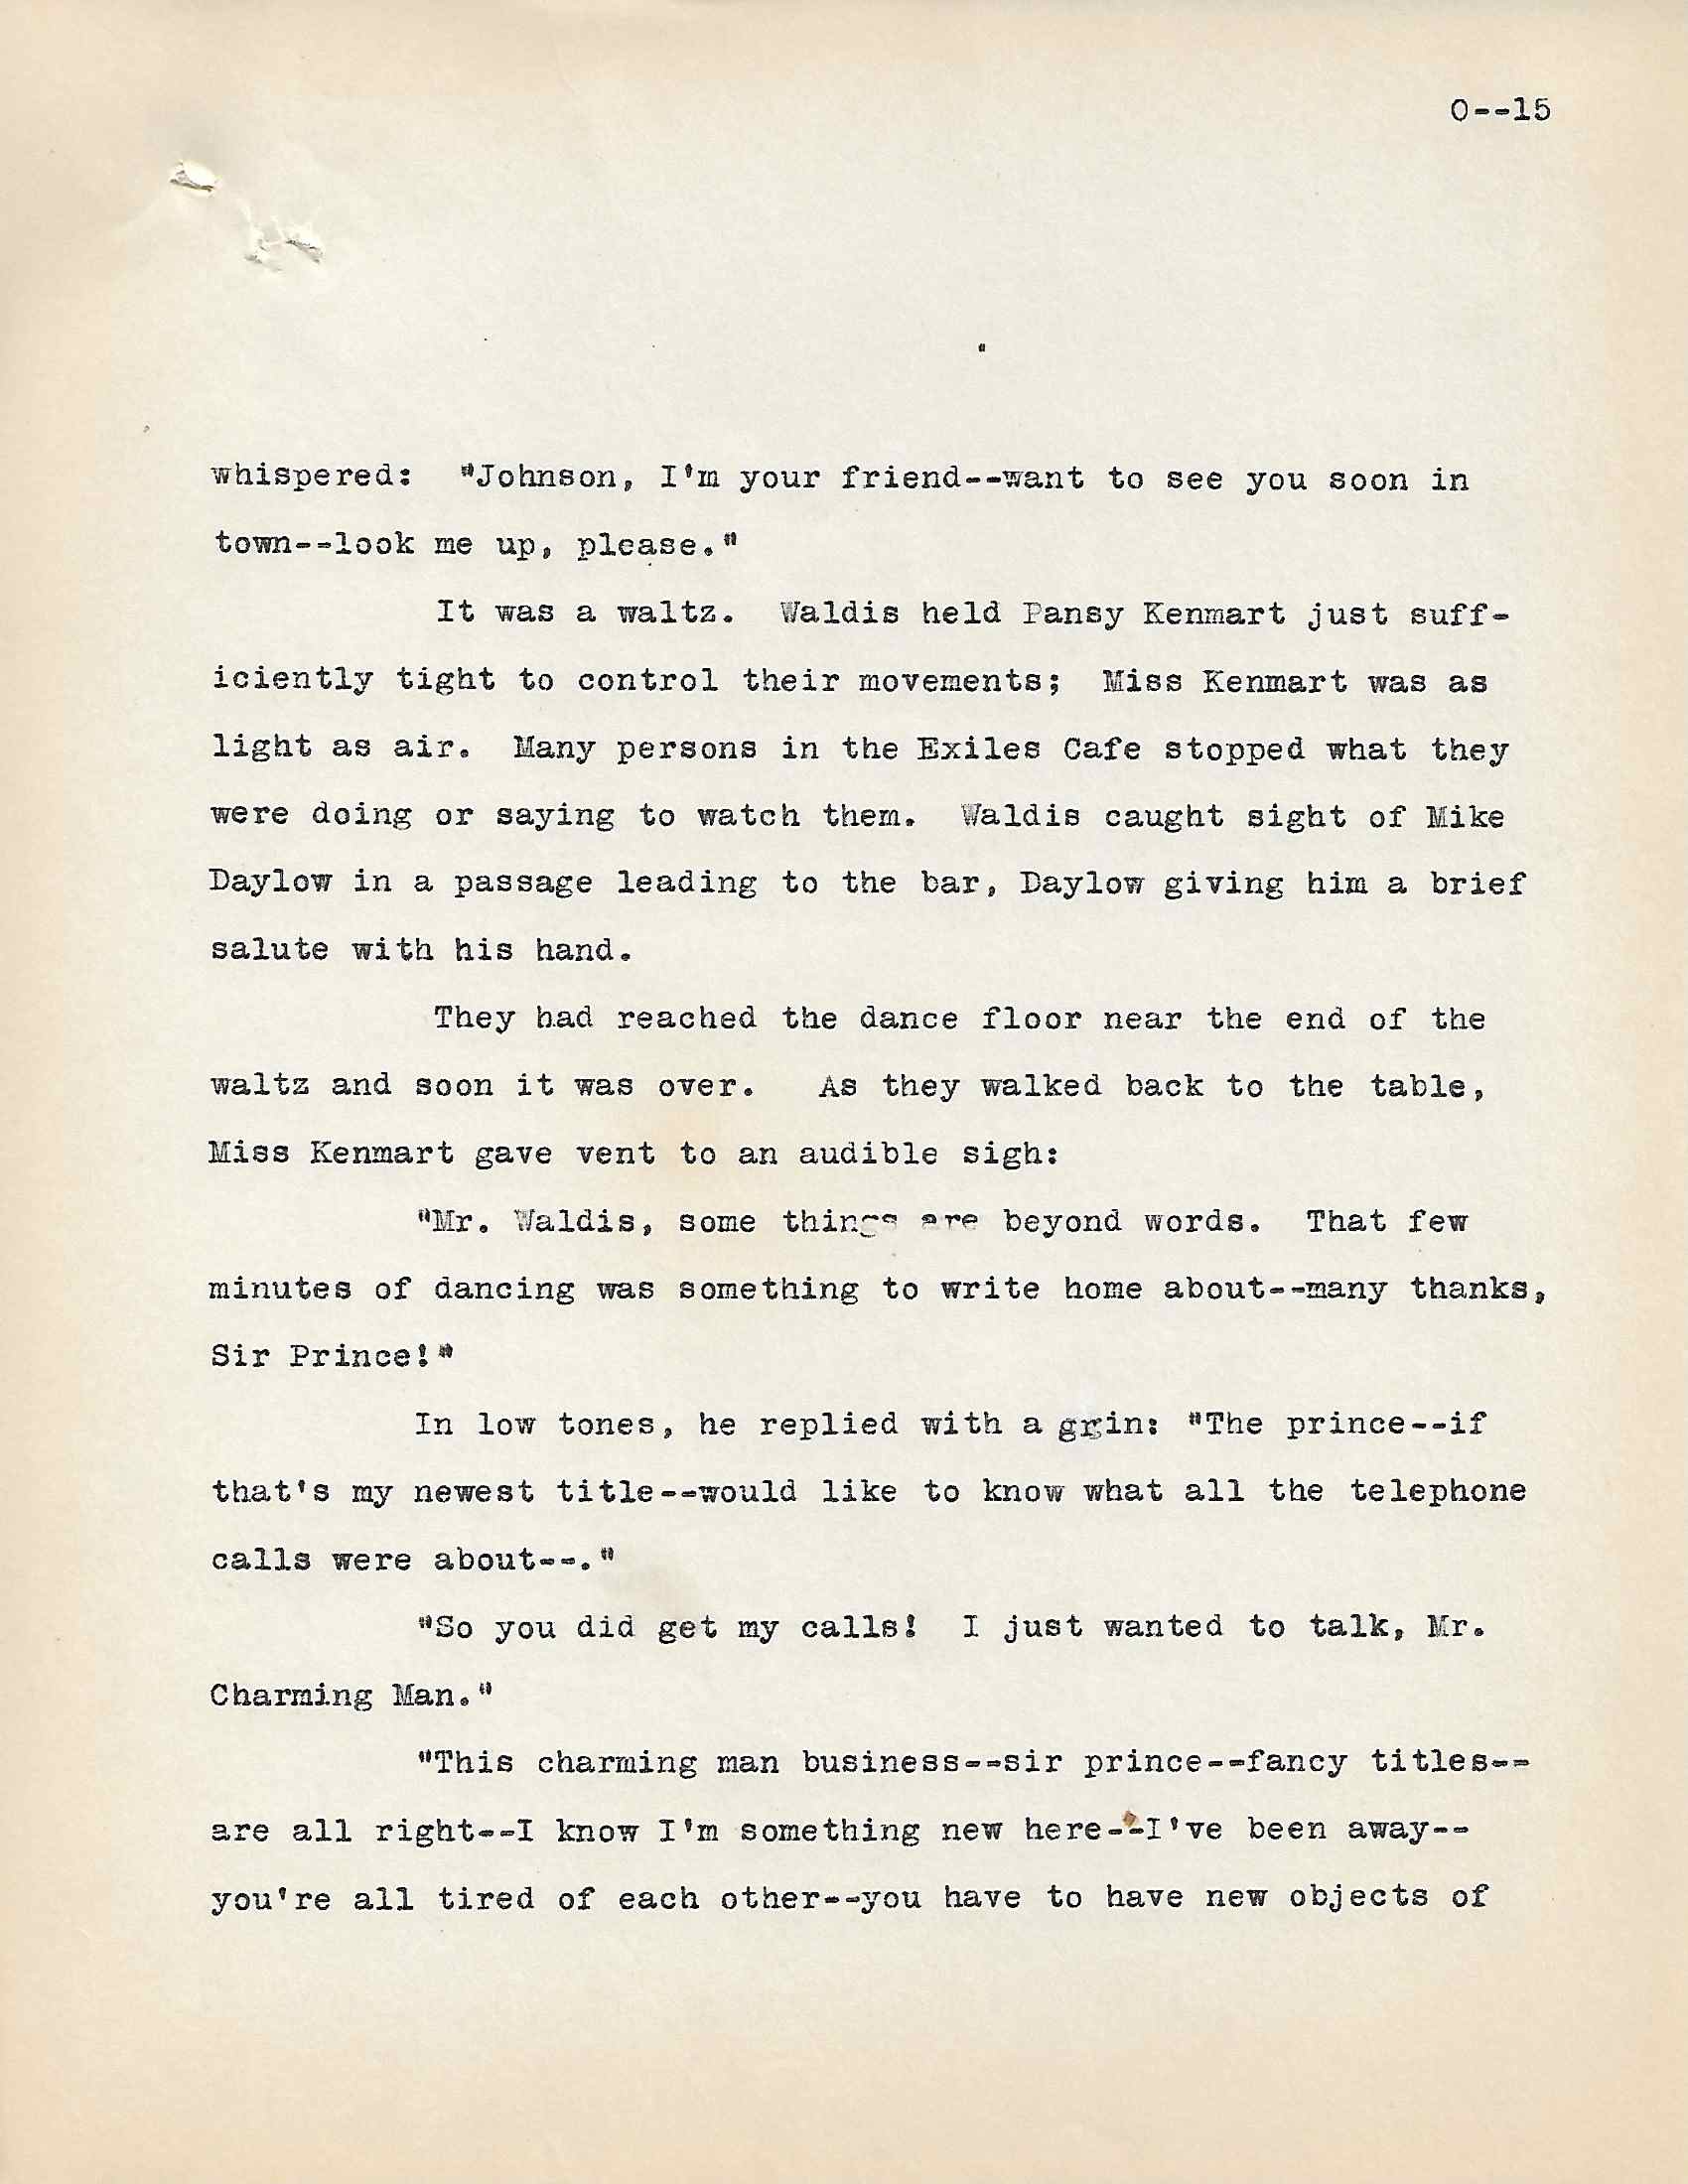 O--15
whispered:  "Johnson, I'm your friend--want to see you soon in
town--look me up, please."
It was a waltz.  Waldis held Pansy Kenmart just suff-
iciently tight to control their movements;  Miss Kenmart was as
light as air.  Many persons in the Exiles Cafe stopped what they
were doing or saying to watch them.  Waldis caught sight of Mike
Daylow in a passage leading to the bar, Daylow giving him a brief
salute with his hand.
They had reached the dance floor near the end of the
waltz and soon it was over.   As they walked back to the table,
Miss Kenmart gave vent to an audible sigh:
"Mr. Waldis, some things are beyond words.  That few
minutes of dancing was something to write home about--many thanks,
Sir Prince!"
In low tones, he replied with a grin: "The prince--if
that's my newest title--would like to know what all the telephone
calls were about--."
"So you did get my calls!  I just wanted to talk, Mr.
Charming Man."
"This charming man business--sir prince--fancy titles--
are all right--I know I'm something new here--I've been away--
you're all tired of each other--you have to have new objects of